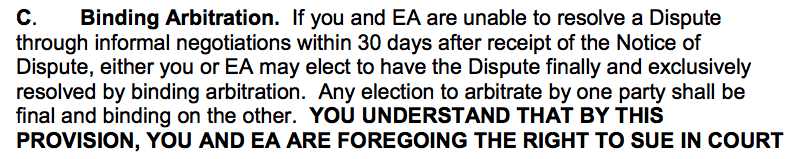 C. Binding Arbitration. If you and EA are unable to resolve a Dispute
through informal negotiations within 30 days after receipt of the Notice of
Dispute, either you or EA may elect to have the Dispute finally and exclusively
resolved by binding arbitration. Any election to arbitrate by one party shall be
final and binding on the other. YOU UNDERSTAND THAT BY THIS
PROVISION, YOU AND EA ARE FOREGOING THE RIGHT TO SUE IN COURT